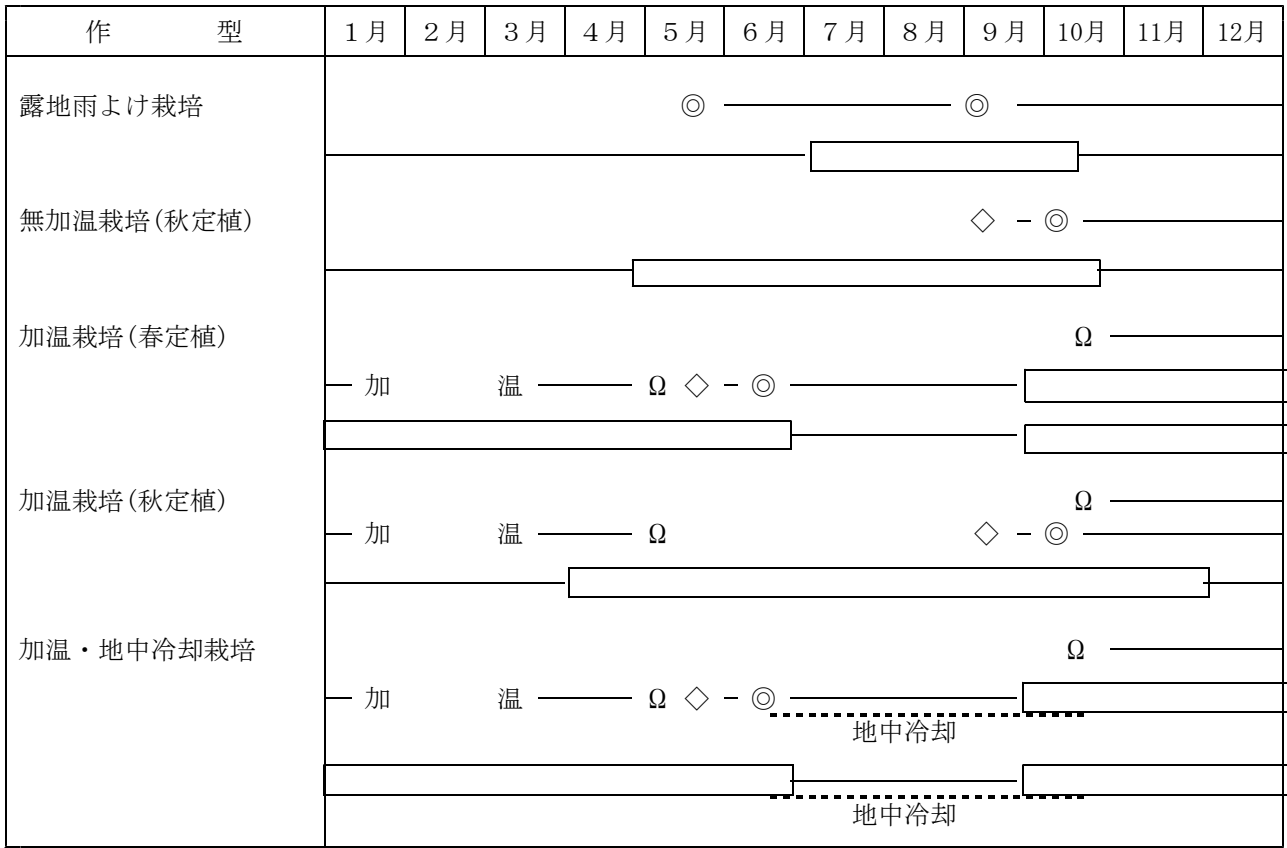 作　　　型 1月 2月 3月 4月 5月 6月 7月 8月 9月 10月 11月 12月
露地雨よけ栽培 ◎ ◎
無加温栽培(秋定植) ◇ ◎
加温栽培(春定植) Ω
加　温 Ω ◇ ◎
加温栽培(秋定植) Ω
加　温 Ω ◇ ◎
加温・地中冷却栽培 Ω
加　温 Ω ◇ ◎
地中冷却
地中冷却